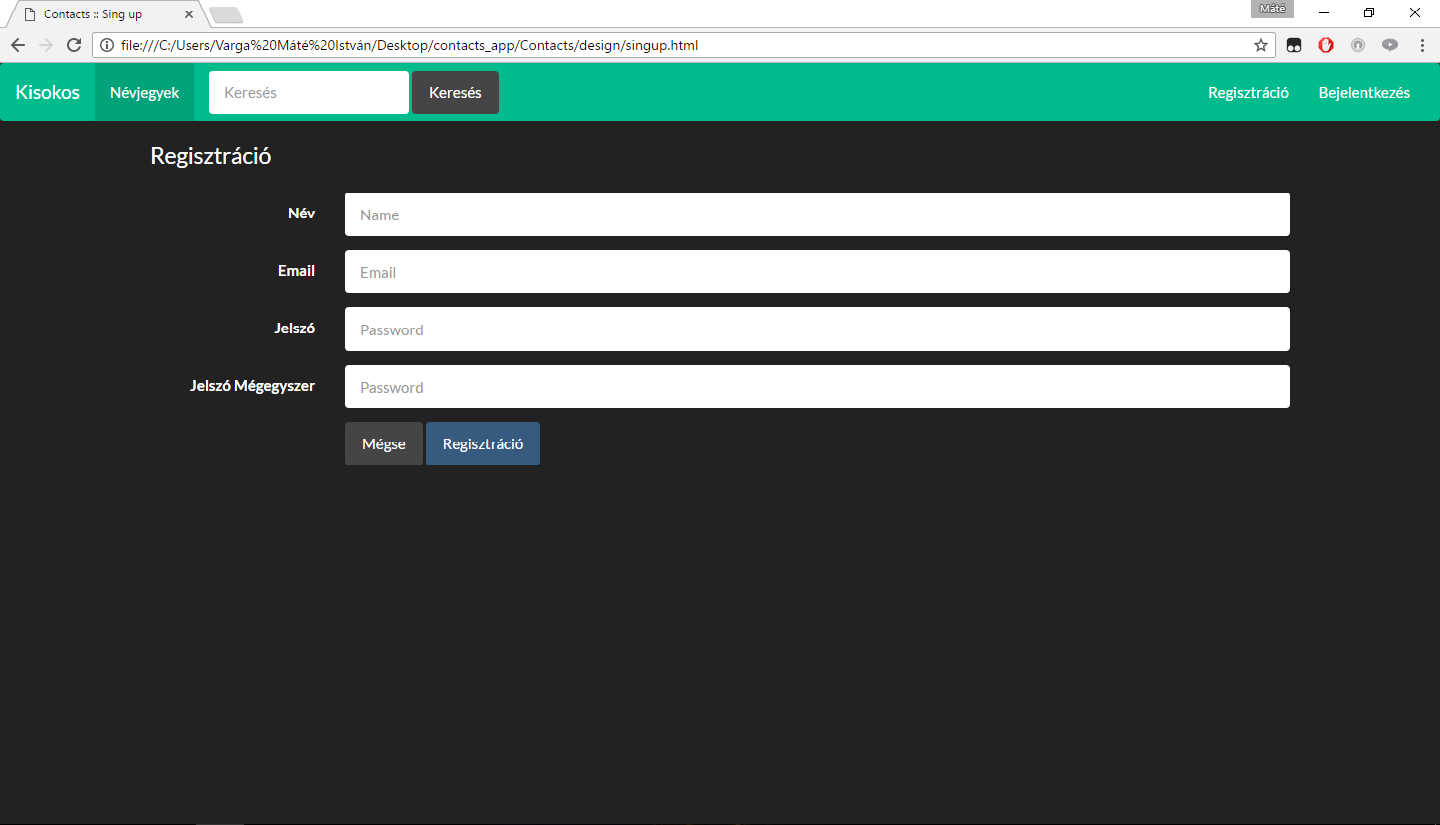 Contacts :: Sing up
Máté
file:///C:/Users/Varga%20Máté%20István/Desktop/contacts_app/Contacts/design/singup.html
Kisokos Névjegyek Keresés Keresés Regisztráció Bejelentkezés
Regisztráció
Név Name
Email Email
Jelszó Password
Jelszó Mégegyszer Password
Mégse Regisztráció